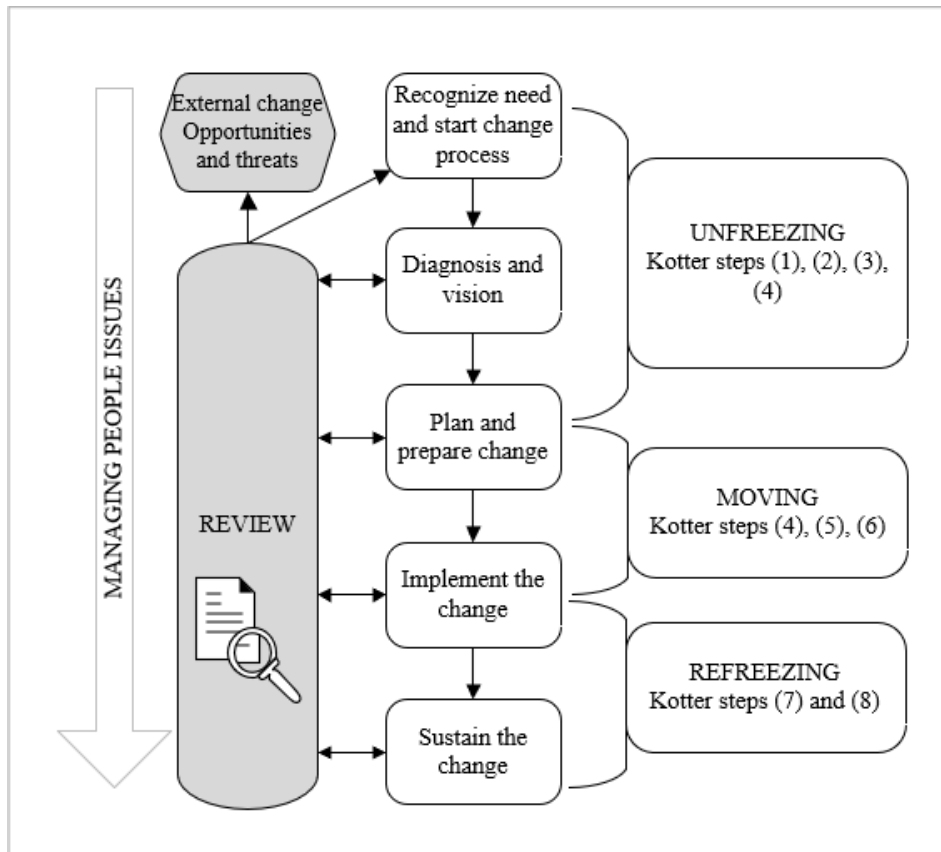 MANAGING PEOPLE ISSUES
External change
Opportunities
and threats
REVIEW
Recognize need
and start change
process
Diagnosis and
vision
Plan and
prepare change
Implement the
change
Sustain the
change
UNFREEZING
Kotter steps (1), (2), (3),
(4)
MOVING
Kotter steps (4), (5), (6)
REFREEZING
Kotter steps (7) and (8)